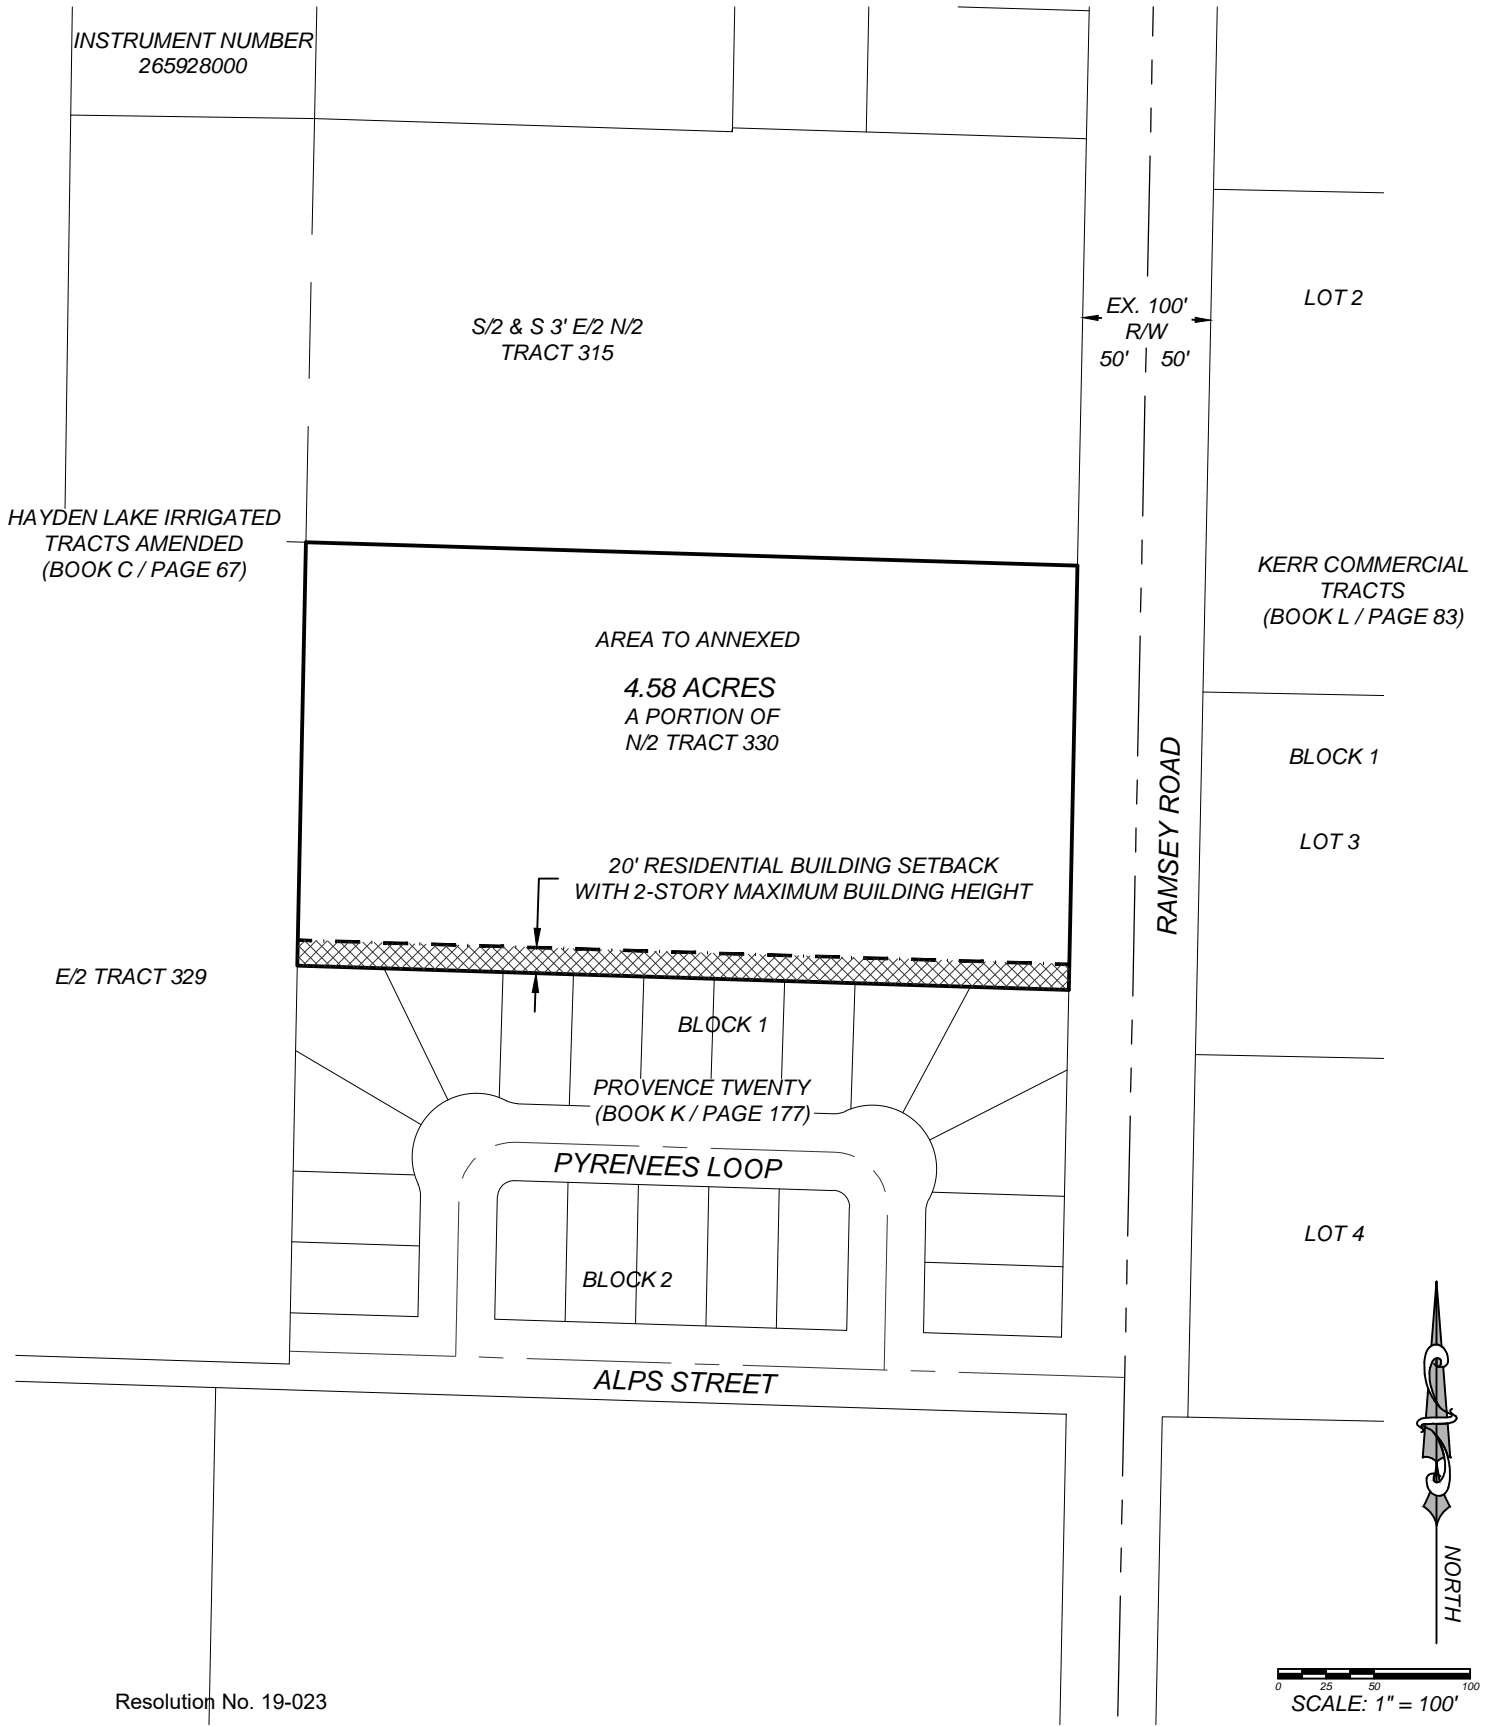 INSTRUMENT NUMBER
265928000
S/2 & S 3' E/2 N/2
TRACT 315
EX. 100'
R/W
50' 50'
LOT 2
HAYDEN LAKE IRRIGATED
TRACTS AMENDED
(BOOK C / PAGE 67)
KERR COMMERCIAL
TRACTS
(BOOK L / PAGE 83)
AREA TO ANNEXED
4.58 ACRES
A PORTION OF
N/2 TRACT 330
RAMSEY ROAD
BLOCK 1
LOT 3
20' RESIDENTIAL BUILDING SETBACK
WITH 2-STORY MAXIMUM BUILDING HEIGHT
E/2 TRACT 329
BLOCK 1
PROVENCE TWENTY
(BOOK K / PAGE 177)
PYRENEES LOOP
BLOCK 2
LOT 4
ALPS STREET
NORTH
0 25 50 100
SCALE: 1" = 100'
Resolution No. 19-023